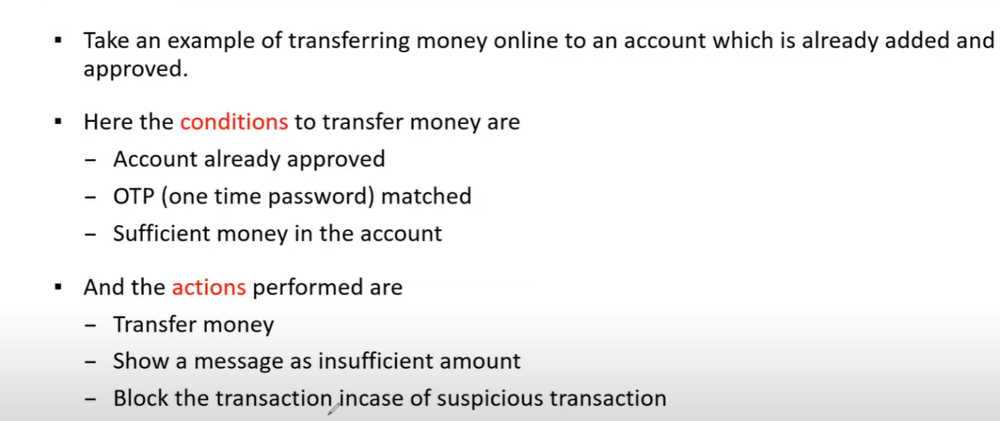 ▪ Take an example of transferring money online to an account which is already added and
approved.
▪ Here the conditions to transfer money are
– Account already approved
– OTP (one time password) matched
– Sufficient money in the account
▪ And the actions performed are
– Transfer money
– Show a message as insufficient amount
– Block the transaction incase of suspicious transaction